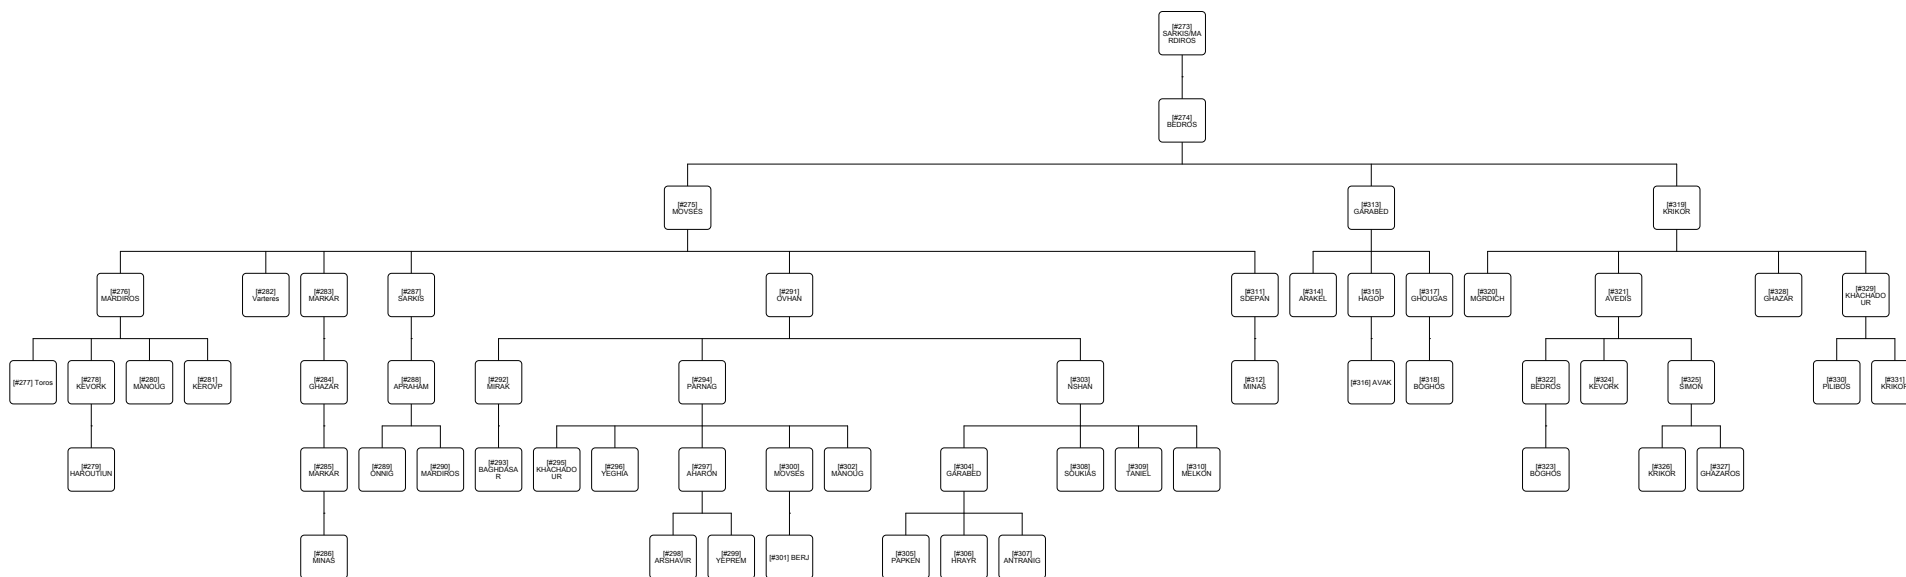 [#273]
SARKIS/MA
RDIROS
[#274]
BEDROS
[#275]
MOVSES
[#313]
GARABED
[#319]
KRIKOR
[#276]
MARDIROS
[#282]
Varteres
[#283]
MARKAR
[#287]
SARKIS
[#291]
OVHAN
[#311]
SDEPAN
[#314]
ARAKEL
[#315]
HAGOP
[#317]
GHOUGAS
[#320]
MGRDICH
[#321]
AVEDIS
[#328]
GHAZAR
[#329]
KHACHADO
UR
[#277] Toros
[#278]
KEVORK
[#280]
MANOUG
[#281]
KEROVP
[#284]
GHAZAR
[#288]
APRAHAM
[#292]
MIRAK
[#294]
PARNAG
[#303]
NSHAN
[#312]
MINAS
[#316] AVAK
[#318]
BOGHOS
[#322]
BEDROS
[#324]
KEVORK
[#325]
SIMON
[#330]
PILIBOS
[#331]
KRIKOR
[#279]
HAROUTIUN
[#285]
MARKAR
[#289]
ONNIG
[#290]
MARDIROS
[#293]
BAGHDASA
R
[#295]
KHACHADO
UR
[#296]
YEGHIA
[#297]
AHARON
[#300]
MOVSES
[#302]
MANOUG
[#304]
GARABED
[#308]
SOUKIAS
[#309]
TANIEL
[#310]
MELKON
[#323]
BOGHOS
[#326]
KRIKOR
[#327]
GHAZAROS
[#286]
MINAS
[#298]
ARSHAVIR
[#299]
YEPREM
[#301] BERJ
[#305]
PAPKEN
[#306]
HRAYR
[#307]
ANTRANIG